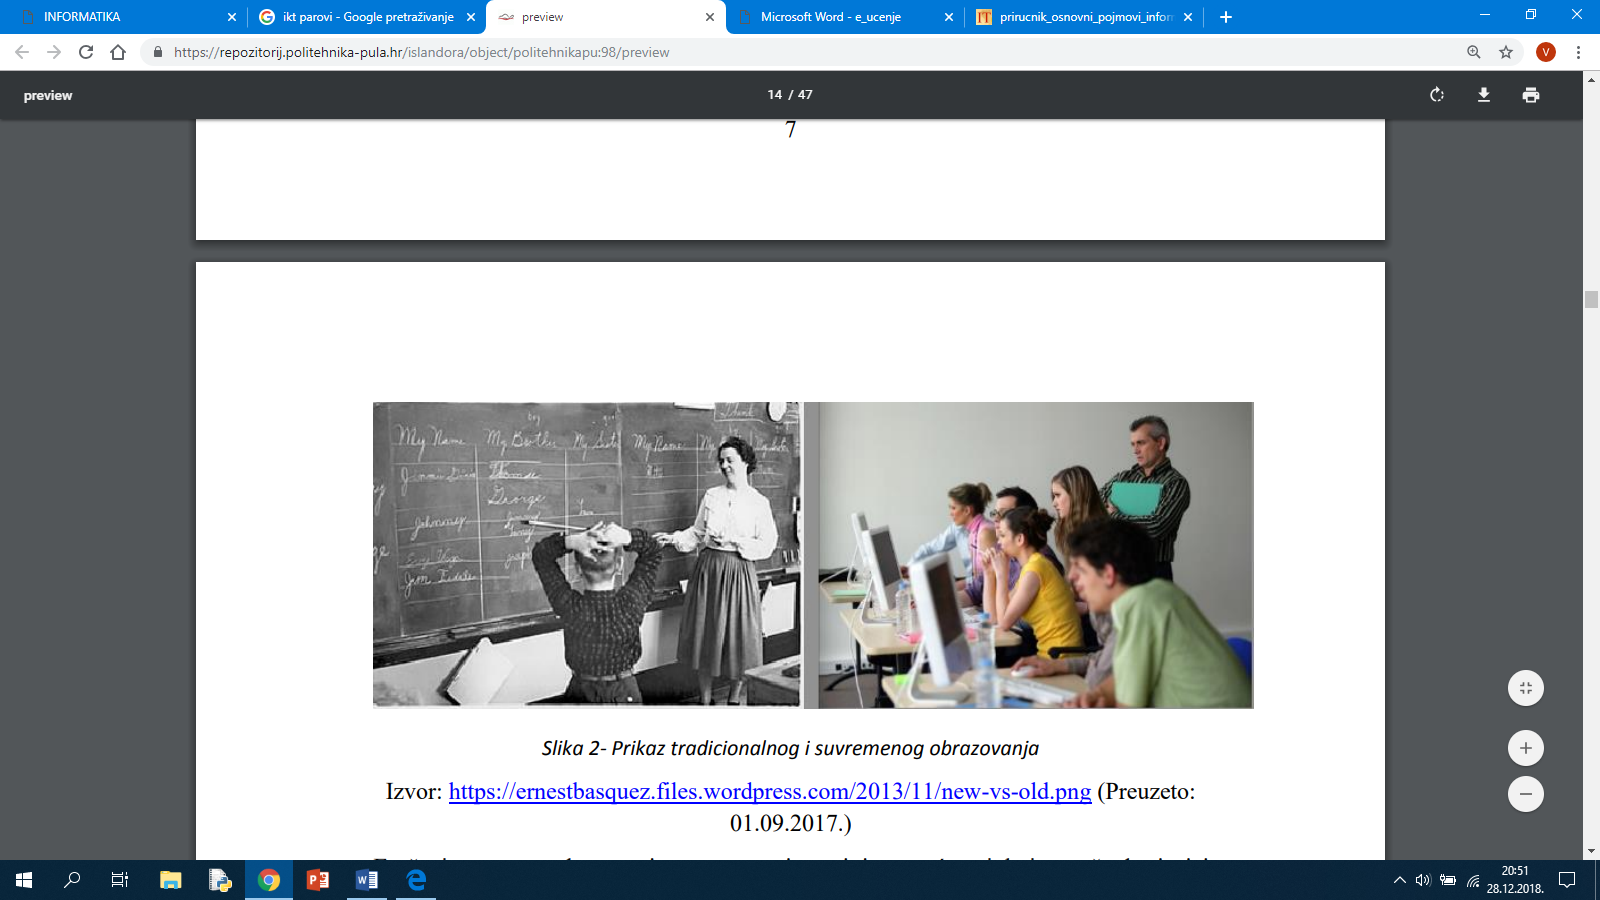 INFORMATIKA
ikt parovi - Google pretraživanje
preview
Microsoft Word - e_ucenje
prirucnik_osnovni_pojmovi_infor
https://repozitorij.politehnika-pula.hr/islandora/object/politehnikapu:98/preview
V
preview
14 / 47
7
My Name
My Brother
My Sister
My Name
George
Johnney
Slika 2- Prikaz tradicionalnog i suvremenog obrazovanja
Izvor: https://ernestbasquez.files.wordpress.com/2013/11/new-vs-old.png (Preuzeto:
01.09.2017.)
20:51
28.12.2018.